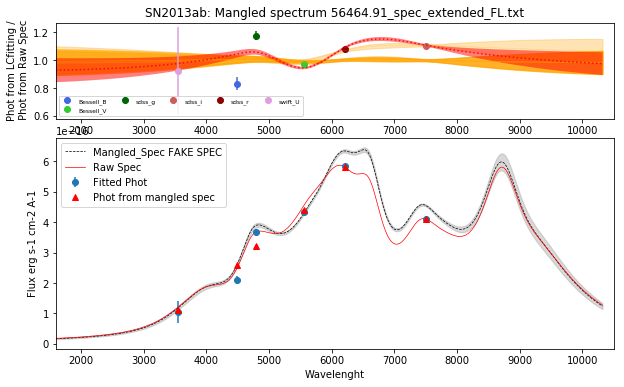 SN2013ab: Mangled spectrum 56464.91_spec_extended_FL.txt
Phot from LCfitting /
Phot from Raw Spec
1.2
1.0
0.8
0.6
Bessell_B
sdss_g
sdss_i
sdss_r
swift_U
Bessell_V
2000 3000 4000 5000 6000 7000 8000 9000 10000
Flux erg s-1 cm-2 A-1
6
5
4
3
2
1
0
Mangled_Spec FAKE SPEC
Raw Spec
Fitted Phot
Phot from mangled spec
2000 3000 4000 5000 6000 7000 8000 9000 10000
Wavelenght